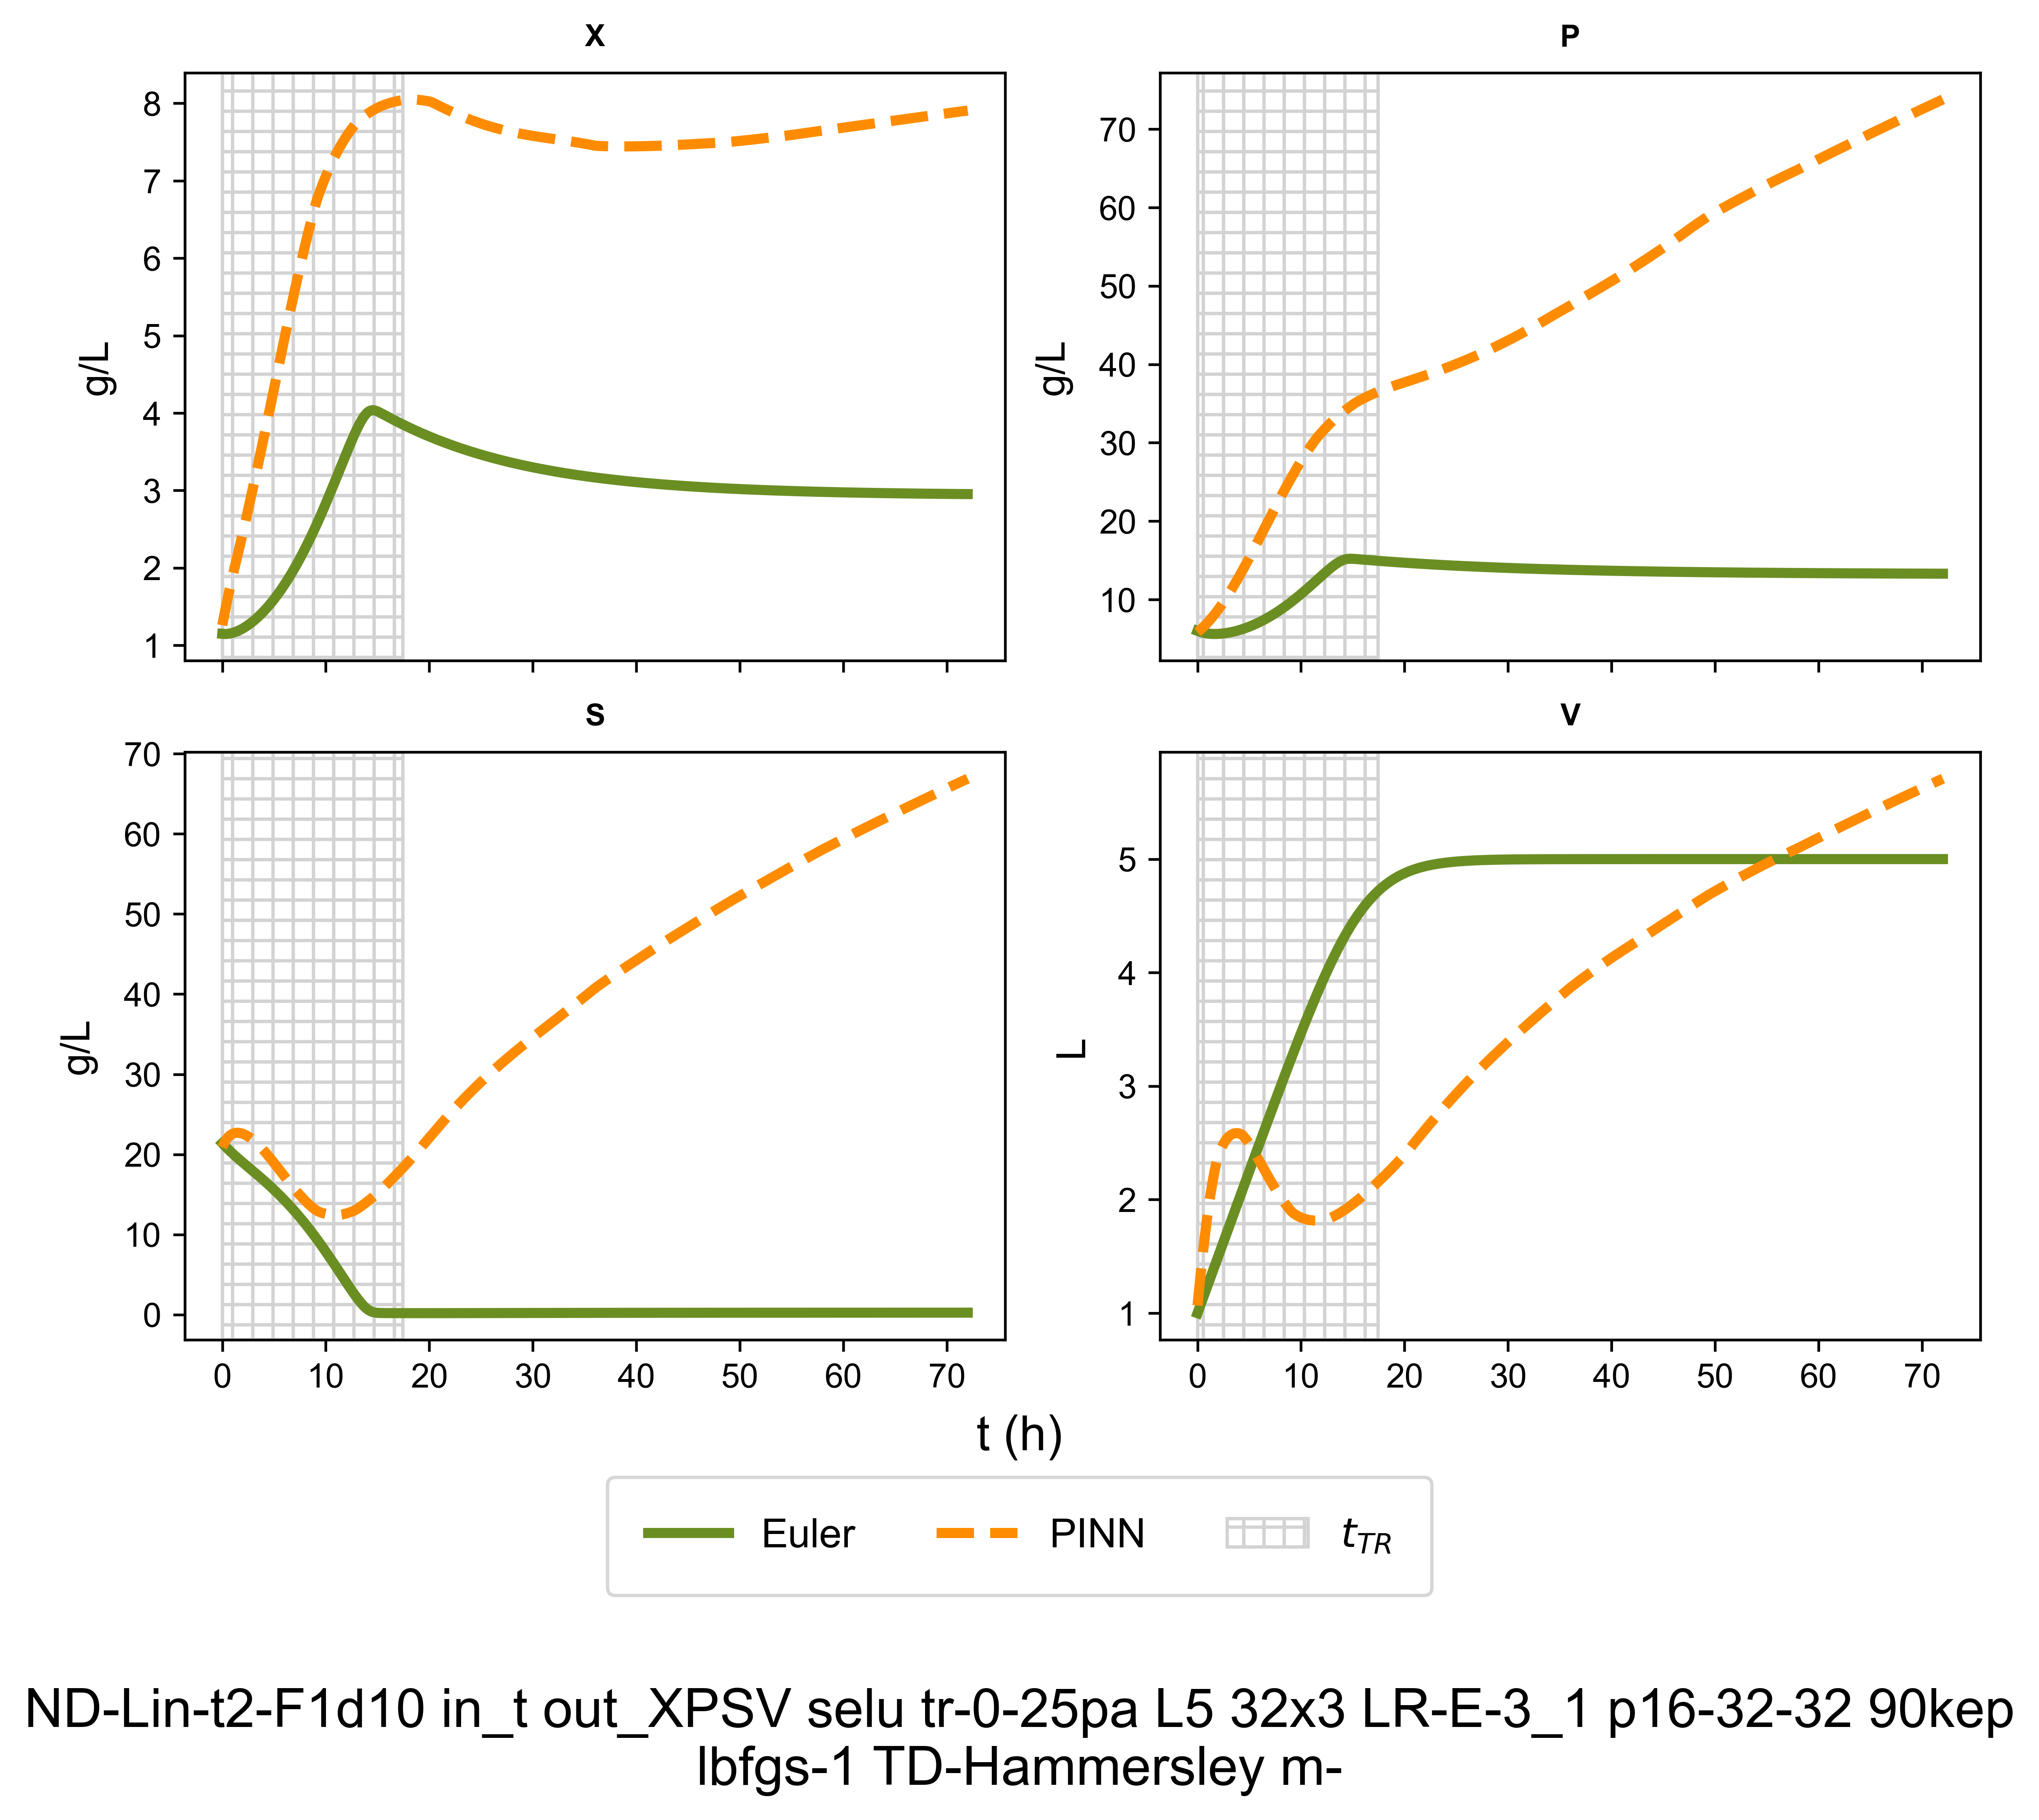 X
P
8
7
6
5
4
3
2
1
g/L
70
60
50
40
30
20
10
g/L
S
V
70
60
50
40
30
20
10
0
g/L
5
4
3
2
1
L
0 10 20 30 40 50 60 70
0 10 20 30 40 50 60 70
t (h)
Euler PINN t_TR
ND-Lin-t2-F1d10 in_t out_XPSV selu tr-0-25pa L5 32x3 LR-E-3_1 p16-32-32 90kep
lbfgs-1 TD-Hammersley m-